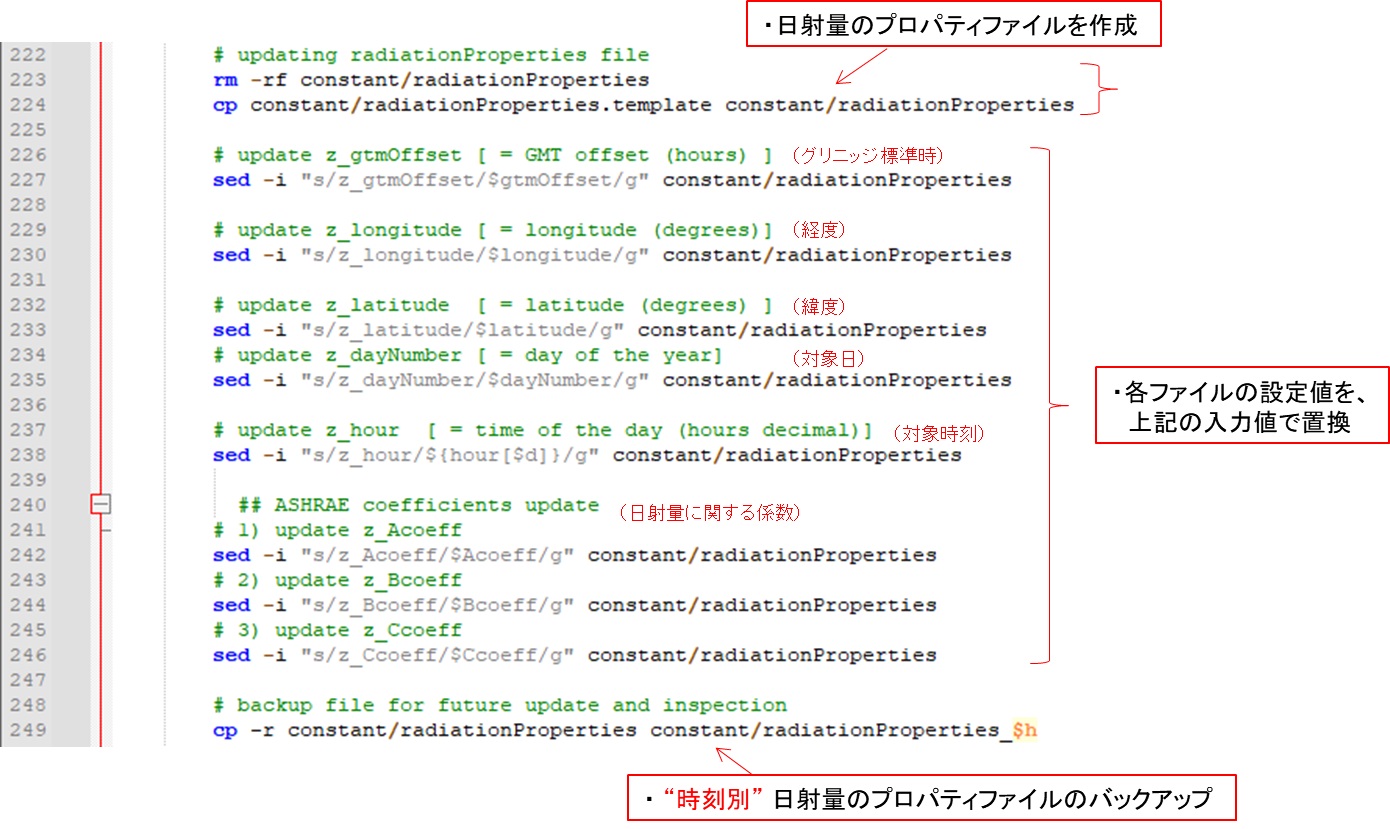 ・日射量のプロパティファイルを作成
222 # updating radiationProperties file
223 rm -rf constant/radiationProperties
224 cp constant/radiationProperties.template constant/radiationProperties
225
226 # update z_gtmOffset [ = GMT offset (hours) ] （グリニッジ標準時）
227 sed -i "s/z_gtmOffset/$gtmOffset/g" constant/radiationProperties
228
229 # update z_longitude [ = longitude (degrees)] （経度）
230 sed -i "s/z_longitude/$longitude/g" constant/radiationProperties
231
232 # update z_latitude  [ = latitude (degrees) ] （緯度）
233 sed -i "s/z_latitude/$latitude/g" constant/radiationProperties
234 # update z_dayNumber [ = day of the year] （対象日）
235 sed -i "s/z_dayNumber/$dayNumber/g" constant/radiationProperties
236
237 # update z_hour  [ = time of the day (hours decimal)] （対象時刻）
238 sed -i "s/z_hour/${hour[$d]}/g" constant/radiationProperties
239
240 ## ASHRAE coefficients update （日射量に関する係数）
241 # 1) update z_Acoeff
242 sed -i "s/z_Acoeff/$Acoeff/g" constant/radiationProperties
243 # 2) update z_Bcoeff
244 sed -i "s/z_Bcoeff/$Bcoeff/g" constant/radiationProperties
245 # 3) update z_Ccoeff
246 sed -i "s/z_Ccoeff/$Ccoeff/g" constant/radiationProperties
247
248 # backup file for future update and inspection
249 cp -r constant/radiationProperties constant/radiationProperties_$h
・各ファイルの設定値を、
上記の入力値で置換
・“時刻別” 日射量のプロパティファイルのバックアップ